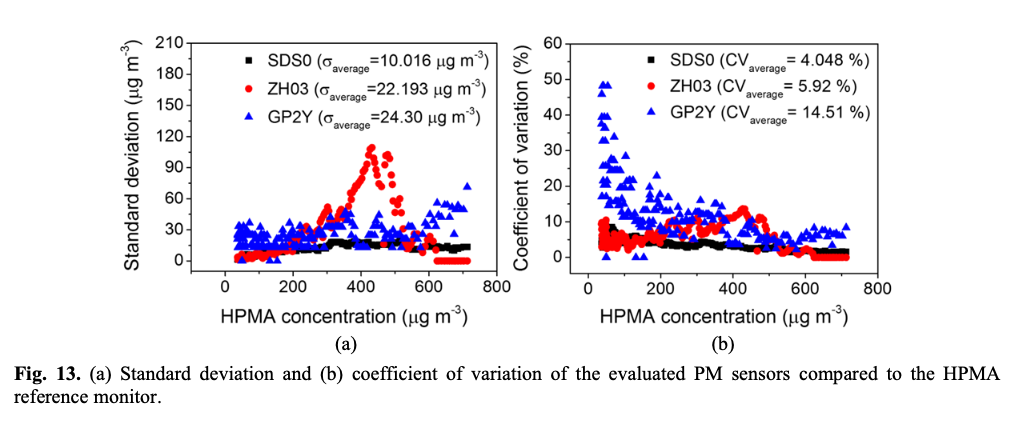 210
180
150
120
90
60
30
0
Standard deviation (μg m⁻³)
SDS0 (σaverage=10.016 μg m⁻³)
ZH03 (σaverage=22.193 μg m⁻³)
GP2Y (σaverage=24.30 μg m⁻³)
0 200 400 600 800
HPMA concentration (μg m⁻³)
(a)
60
50
40
30
20
10
0
Coefficient of variation (%)
SDS0 (CVaverage= 4.048 %)
ZH03 (CVaverage= 5.92 %)
GP2Y (CVaverage= 14.51 %)
0 200 400 600 800
HPMA concentration (μg m⁻³)
(b)
Fig. 13. (a) Standard deviation and (b) coefficient of variation of the evaluated PM sensors compared to the HPMA
reference monitor.